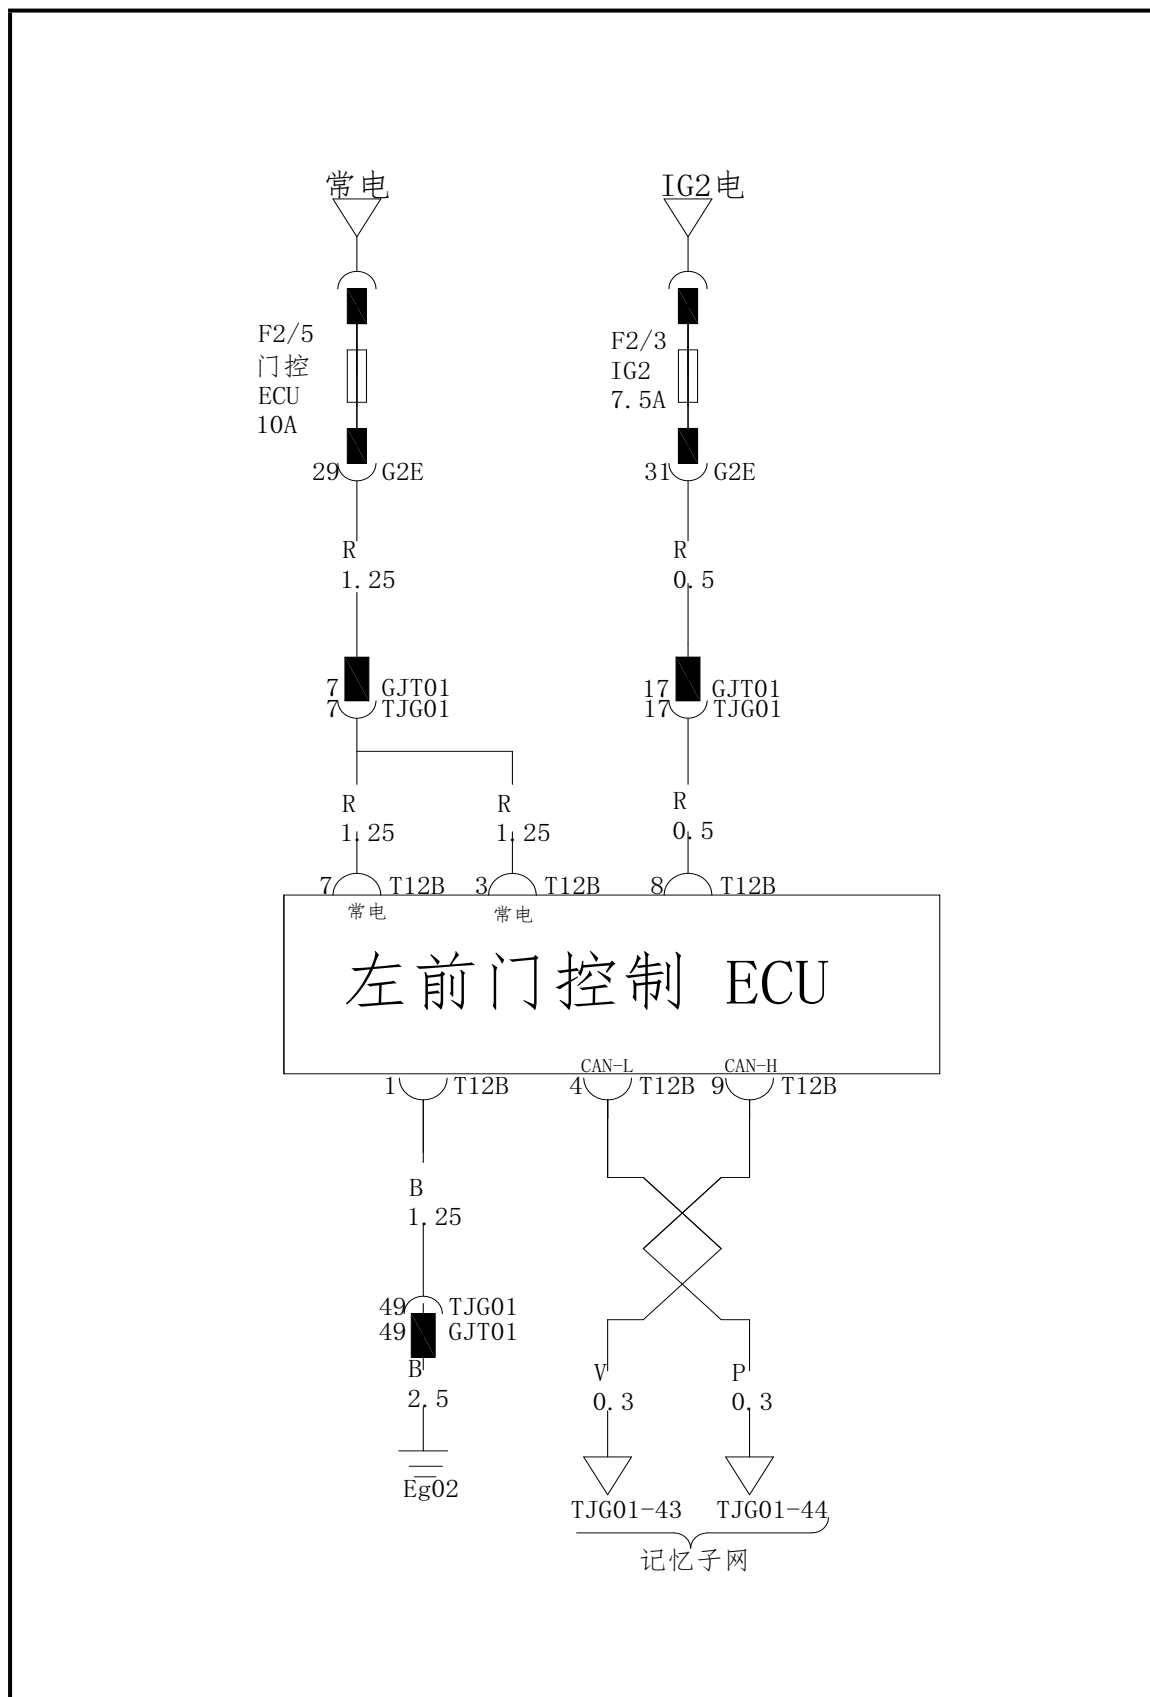 常电
IG2电
F2/5
门控
ECU
10A
F2/3
IG2
7.5A
29 G2E
31 G2E
R
1.25
R
0.5
7 GJT01
7 TJG01
17 GJT01
17 TJG01
R
1.25
R
1.25
R
0.5
7 T12B
3 T12B
8 T12B
常电
常电
左前门控制 ECU
CAN-L
CAN-H
1 T12B
4 T12B
9 T12B
B
1.25
49 TJG01
49 GJT01
B
2.5
Eg02
V
0.3
P
0.3
TJG01-43
TJG01-44
记忆子网